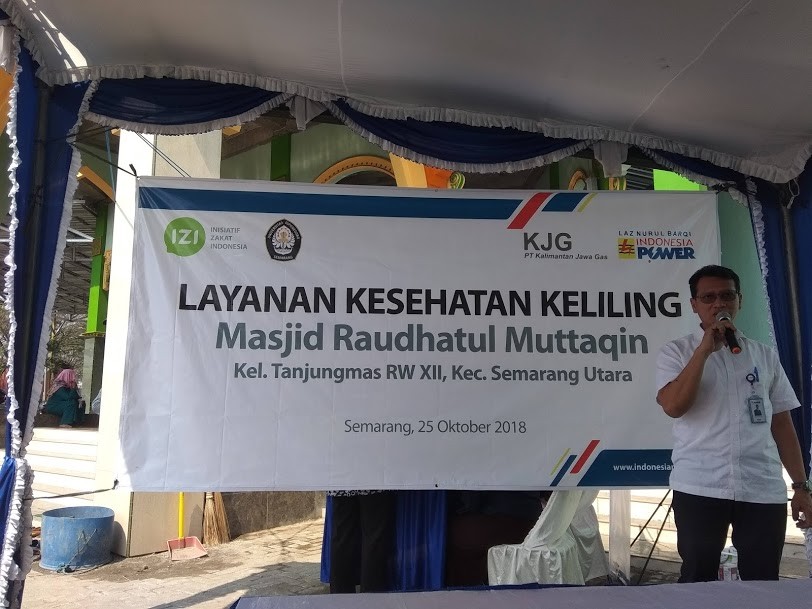 IZI INISIATIF
ZAKAT
INDONESIA
KJG
PT Kalimantan Jawa Gas
LAZ NURUL BARQI
INDONESIA
POWER
LAYANAN KESEHATAN KELILING
Masjid Raudhatul Muttaqin
Kel. Tanjungmas RW XII, Kec. Semarang Utara
Semarang, 25 Oktober 2018
www.indonesia